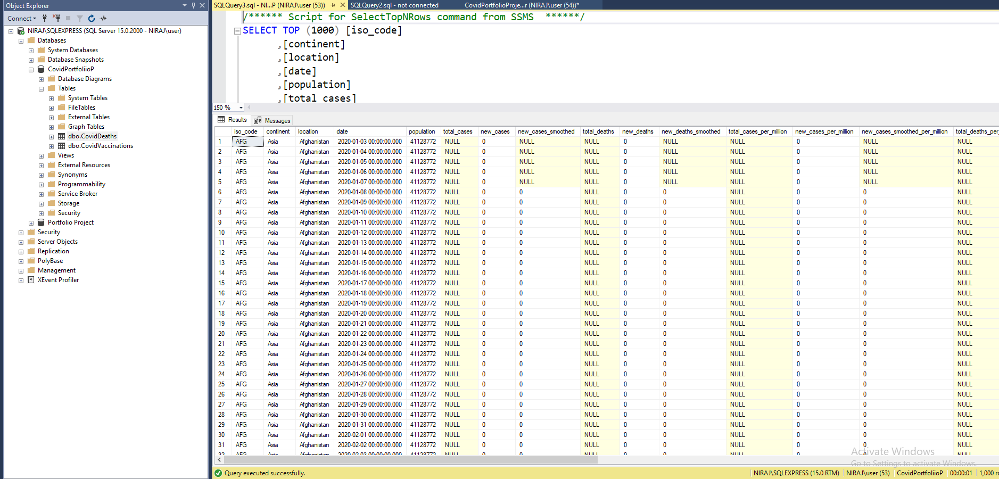 Object Explorer
Connect
NIRAJ\SQLEXPRESS (SQL Server 15.0.2000 - NIRAJ\user)
Databases
System Databases
Database Snapshots
CovidPortfoliioP
Database Diagrams
Tables
System Tables
FileTables
External Tables
Graph Tables
dbo.CovidDeaths
dbo.CovidVaccinations
Views
External Resources
Synonyms
Programmability
Service Broker
Storage
Security
Portfolio Project
Security
Server Objects
Replication
PolyBase
Management
XEvent Profiler
SQLQuery3.sql - NI...P (NIRAJ\user (53)) SQLQuery2.sql - not connected CovidPortfolioProje...r (NIRAJ\user (54))*
/****** Script for SelectTopNRows command from SSMS ******/
SELECT TOP (1000) [iso_code]
,[continent]
,[location]
,[date]
,[population]
,[total_cases]
150 %
Results Messages
iso_code continent location date population total_cases new_cases new_cases_smoothed total_deaths new_deaths new_deaths_smoothed total_cases_per_million new_cases_per_million new_cases_smoothed_per_million total_deaths_per_
1 AFG Asia Afghanistan 2020-01-03 00:00:00.000 41128772 NULL 0 NULL NULL 0 NULL NULL 0 NULL NULL
2 AFG Asia Afghanistan 2020-01-04 00:00:00.000 41128772 NULL 0 NULL NULL 0 NULL NULL 0 NULL NULL
3 AFG Asia Afghanistan 2020-01-05 00:00:00.000 41128772 NULL 0 NULL NULL 0 NULL NULL 0 NULL NULL
4 AFG Asia Afghanistan 2020-01-06 00:00:00.000 41128772 NULL 0 NULL NULL 0 NULL NULL 0 NULL NULL
5 AFG Asia Afghanistan 2020-01-07 00:00:00.000 41128772 NULL 0 NULL NULL 0 NULL NULL 0 NULL NULL
6 AFG Asia Afghanistan 2020-01-08 00:00:00.000 41128772 NULL 0 0 NULL 0 0 NULL 0 0 NULL
7 AFG Asia Afghanistan 2020-01-09 00:00:00.000 41128772 NULL 0 0 NULL 0 0 NULL 0 0 NULL
8 AFG Asia Afghanistan 2020-01-10 00:00:00.000 41128772 NULL 0 0 NULL 0 0 NULL 0 0 NULL
9 AFG Asia Afghanistan 2020-01-11 00:00:00.000 41128772 NULL 0 0 NULL 0 0 NULL 0 0 NULL
10 AFG Asia Afghanistan 2020-01-12 00:00:00.000 41128772 NULL 0 0 NULL 0 0 NULL 0 0 NULL
11 AFG Asia Afghanistan 2020-01-13 00:00:00.000 41128772 NULL 0 0 NULL 0 0 NULL 0 0 NULL
12 AFG Asia Afghanistan 2020-01-14 00:00:00.000 41128772 NULL 0 0 NULL 0 0 NULL 0 0 NULL
13 AFG Asia Afghanistan 2020-01-15 00:00:00.000 41128772 NULL 0 0 NULL 0 0 NULL 0 0 NULL
14 AFG Asia Afghanistan 2020-01-16 00:00:00.000 41128772 NULL 0 0 NULL 0 0 NULL 0 0 NULL
15 AFG Asia Afghanistan 2020-01-17 00:00:00.000 41128772 NULL 0 0 NULL 0 0 NULL 0 0 NULL
16 AFG Asia Afghanistan 2020-01-18 00:00:00.000 41128772 NULL 0 0 NULL 0 0 NULL 0 0 NULL
17 AFG Asia Afghanistan 2020-01-19 00:00:00.000 41128772 NULL 0 0 NULL 0 0 NULL 0 0 NULL
18 AFG Asia Afghanistan 2020-01-20 00:00:00.000 41128772 NULL 0 0 NULL 0 0 NULL 0 0 NULL
19 AFG Asia Afghanistan 2020-01-21 00:00:00.000 41128772 NULL 0 0 NULL 0 0 NULL 0 0 NULL
20 AFG Asia Afghanistan 2020-01-22 00:00:00.000 41128772 NULL 0 0 NULL 0 0 NULL 0 0 NULL
21 AFG Asia Afghanistan 2020-01-23 00:00:00.000 41128772 NULL 0 0 NULL 0 0 NULL 0 0 NULL
22 AFG Asia Afghanistan 2020-01-24 00:00:00.000 41128772 NULL 0 0 NULL 0 0 NULL 0 0 NULL
23 AFG Asia Afghanistan 2020-01-25 00:00:00.000 41128772 NULL 0 0 NULL 0 0 NULL 0 0 NULL
24 AFG Asia Afghanistan 2020-01-26 00:00:00.000 41128772 NULL 0 0 NULL 0 0 NULL 0 0 NULL
25 AFG Asia Afghanistan 2020-01-27 00:00:00.000 41128772 NULL 0 0 NULL 0 0 NULL 0 0 NULL
26 AFG Asia Afghanistan 2020-01-28 00:00:00.000 41128772 NULL 0 0 NULL 0 0 NULL 0 0 NULL
27 AFG Asia Afghanistan 2020-01-29 00:00:00.000 41128772 NULL 0 0 NULL 0 0 NULL 0 0 NULL
28 AFG Asia Afghanistan 2020-01-30 00:00:00.000 41128772 NULL 0 0 NULL 0 0 NULL 0 0 NULL
29 AFG Asia Afghanistan 2020-01-31 00:00:00.000 41128772 NULL 0 0 NULL 0 0 NULL 0 0 NULL
30 AFG Asia Afghanistan 2020-02-01 00:00:00.000 41128772 NULL 0 0 NULL 0 0 NULL 0 0 NULL
31 AFG Asia Afghanistan 2020-02-02 00:00:00.000 41128772 NULL 0 0 NULL 0 0 NULL 0 0 NULL
32 AFG Asia Afghanistan 2020-02-03 00:00:00.000 41128772 NULL 0 0 NULL 0 0 NULL 0 0 NULL
Activate Windows
Go to Settings to activate Windows.
Query executed successfully. NIRAJ\SQLEXPRESS (15.0 RTM) NIRAJ\user (53) CovidPortfoliioP 00:00:01 1,000 ro